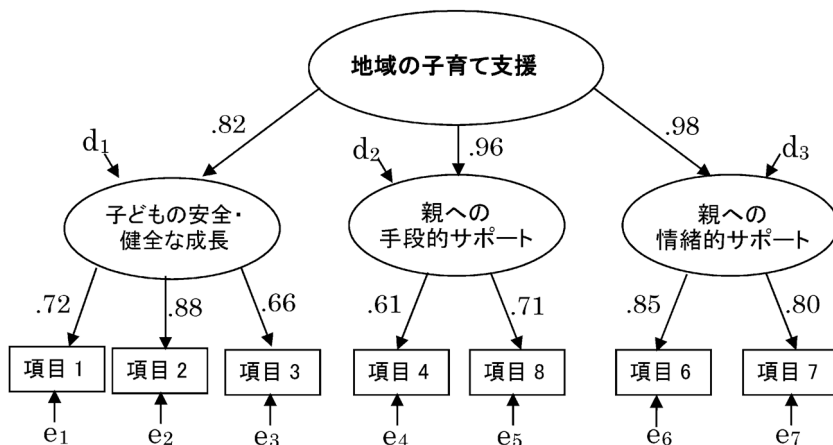 地域の子育て支援
.82
.96
.98
d1
d2
d3
子どもの安全・
健全な成長
親への
手段的サポート
親への
情緒的サポート
.72
.88
.66
.61
.71
.85
.80
項目1
項目2
項目3
項目4
項目8
項目6
項目7
e1
e2
e3
e4
e5
e6
e7